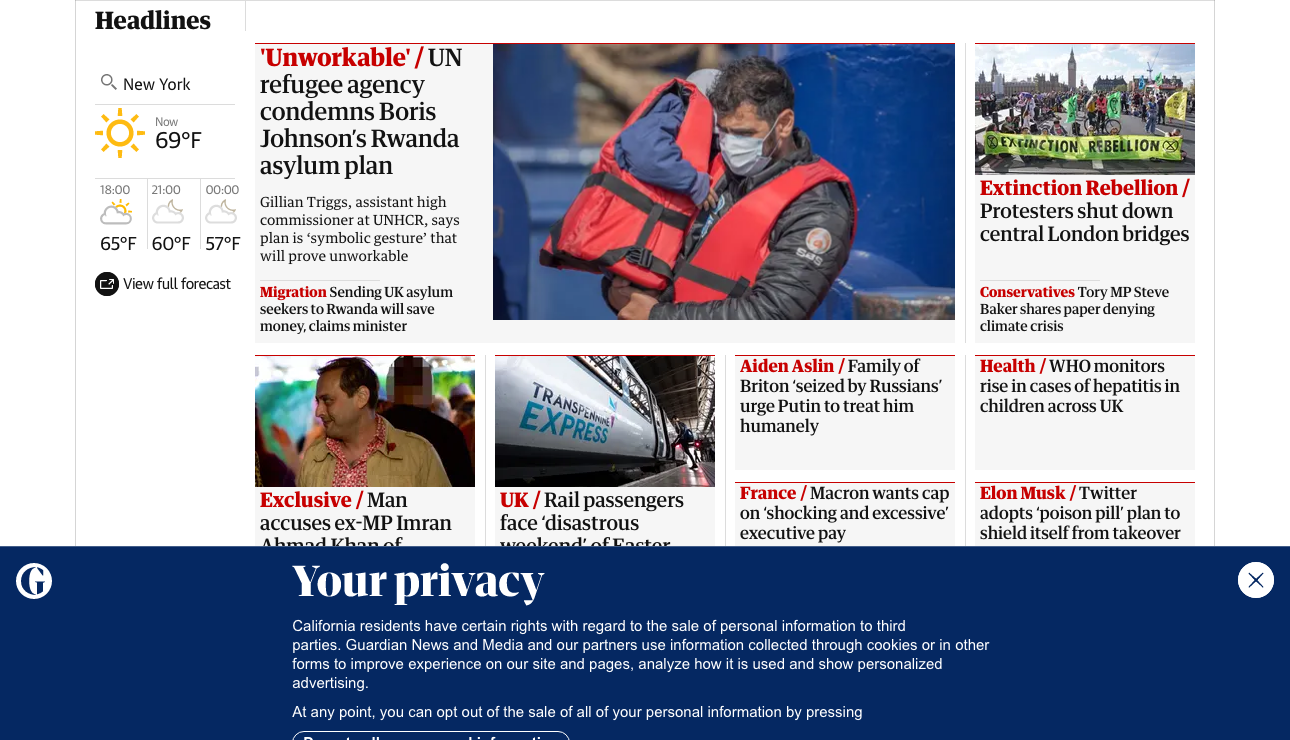 Headlines
New York
Now
69°F
18:00
21:00
00:00
65°F
60°F
57°F
View full forecast
'Unworkable' / UN
refugee agency
condemns Boris
Johnson's Rwanda
asylum plan
Gillian Triggs, assistant high
commissioner at UNHCR, says
plan is ‘symbolic gesture’ that
will prove unworkable
Migration Sending UK asylum
seekers to Rwanda will save
money, claims minister
sas
EXTINCTION REBELLION
Extinction Rebellion /
Protesters shut down
central London bridges
Conservatives Tory MP Steve
Baker shares paper denying
climate crisis
Exclusive / Man
accuses ex-MP Imran
Ahmad Khan of
TRANSPENNINE
EXPRESS
UK / Rail passengers
face ‘disastrous
weekend’ of Easter
Aiden Aslin / Family of
Briton ‘seized by Russians’
urge Putin to treat him
humanely
Health / WHO monitors
rise in cases of hepatitis in
children across UK
France / Macron wants cap
on ‘shocking and excessive’
executive pay
Elon Musk / Twitter
adopts ‘poison pill’ plan to
shield itself from takeover
Your privacy
California residents have certain rights with regard to the sale of personal information to third
parties. Guardian News and Media and our partners use information collected through cookies or in other
forms to improve experience on our site and pages, analyze how it is used and show personalized
advertising.
At any point, you can opt out of the sale of all of your personal information by pressing
Do not sell my personal information